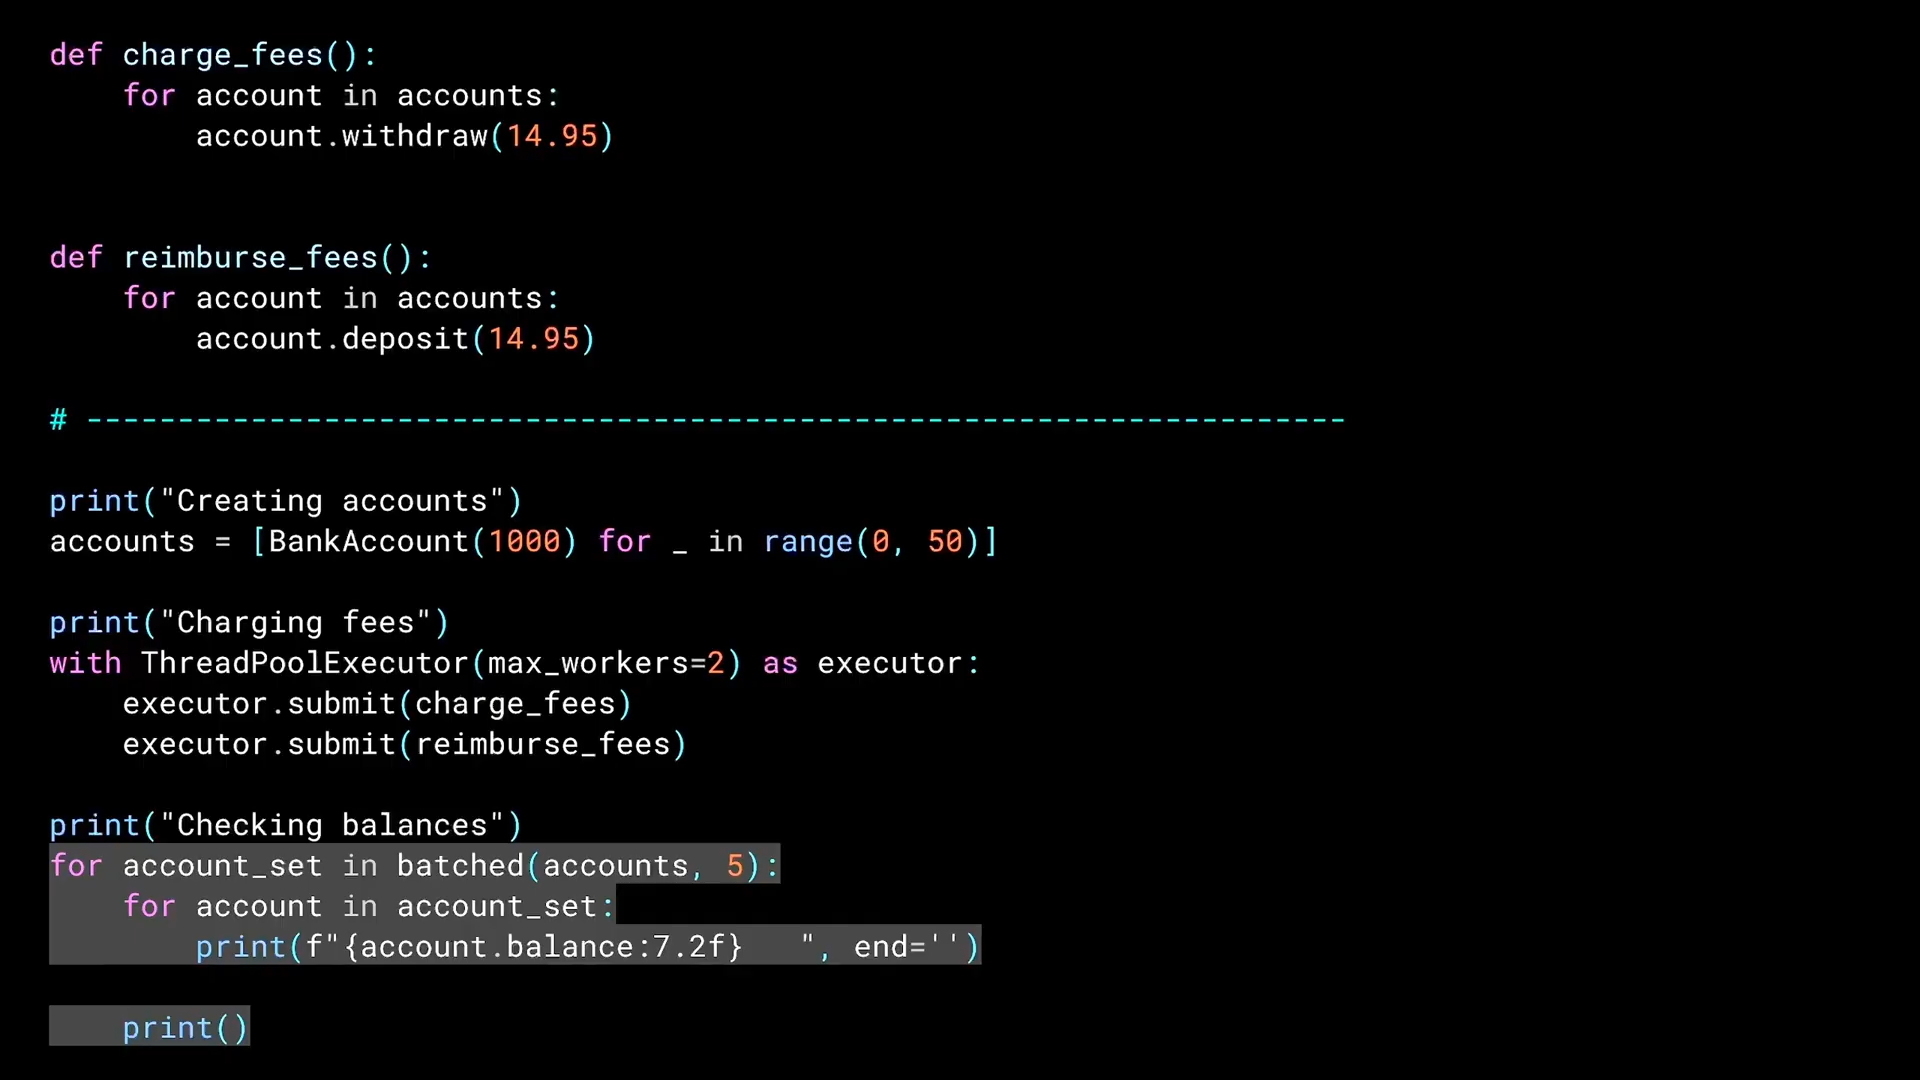 def charge_fees():
    for account in accounts:
        account.withdraw(14.95)
def reimburse_fees():
    for account in accounts:
        account.deposit(14.95)
# ---------------------------------------------------------------------
print("Creating accounts")
accounts = [BankAccount(1000) for _ in range(0, 50)]
print("Charging fees")
with ThreadPoolExecutor(max_workers=2) as executor:
    executor.submit(charge_fees)
    executor.submit(reimburse_fees)
print("Checking balances")
for account_set in batched(accounts, 5):
    for account in account_set:
        print(f"{account.balance:7.2f}   ", end='')
    print()